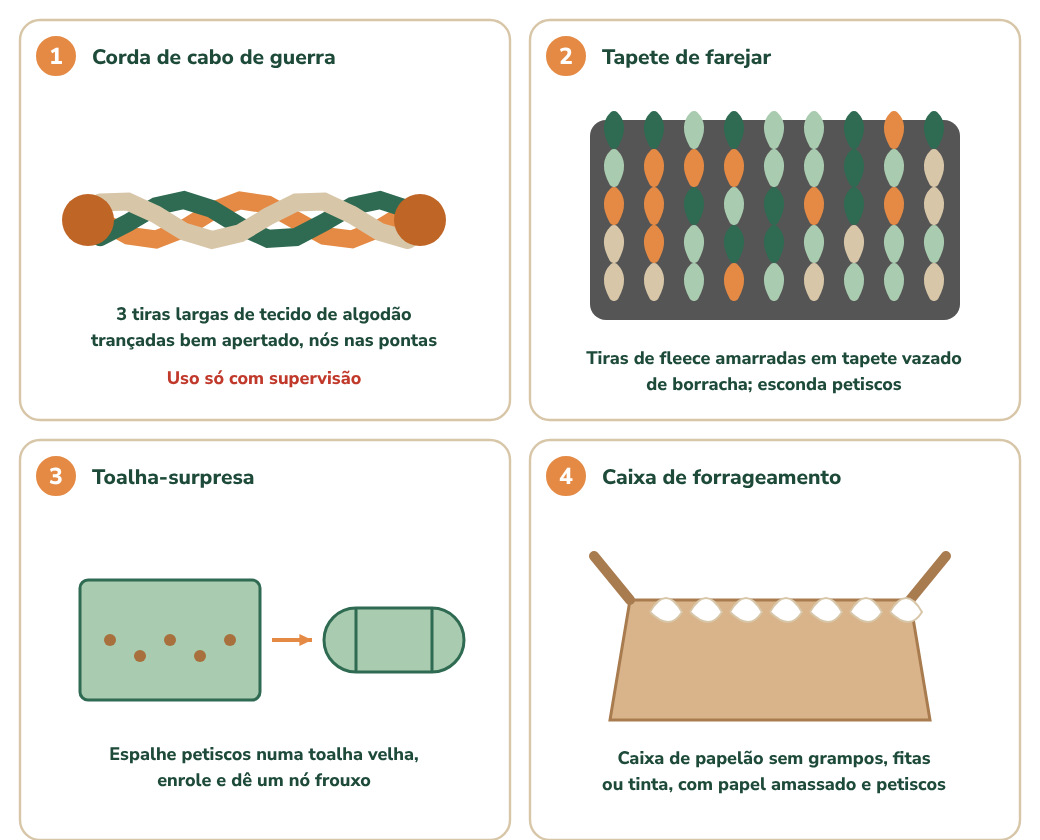 1 Corda de cabo de guerra
3 tiras largas de tecido de algodão
trançadas bem apertado, nós nas pontas
Uso só com supervisão
2 Tapete de farejar
Tiras de fleece amarradas em tapete vazado
de borracha; esconda petiscos
3 Toalha-surpresa
Espalhe petiscos numa toalha velha,
enrole e dê um nó frouxo
4 Caixa de forrageamento
Caixa de papelão sem grampos, fitas
ou tinta, com papel amassado e petiscos